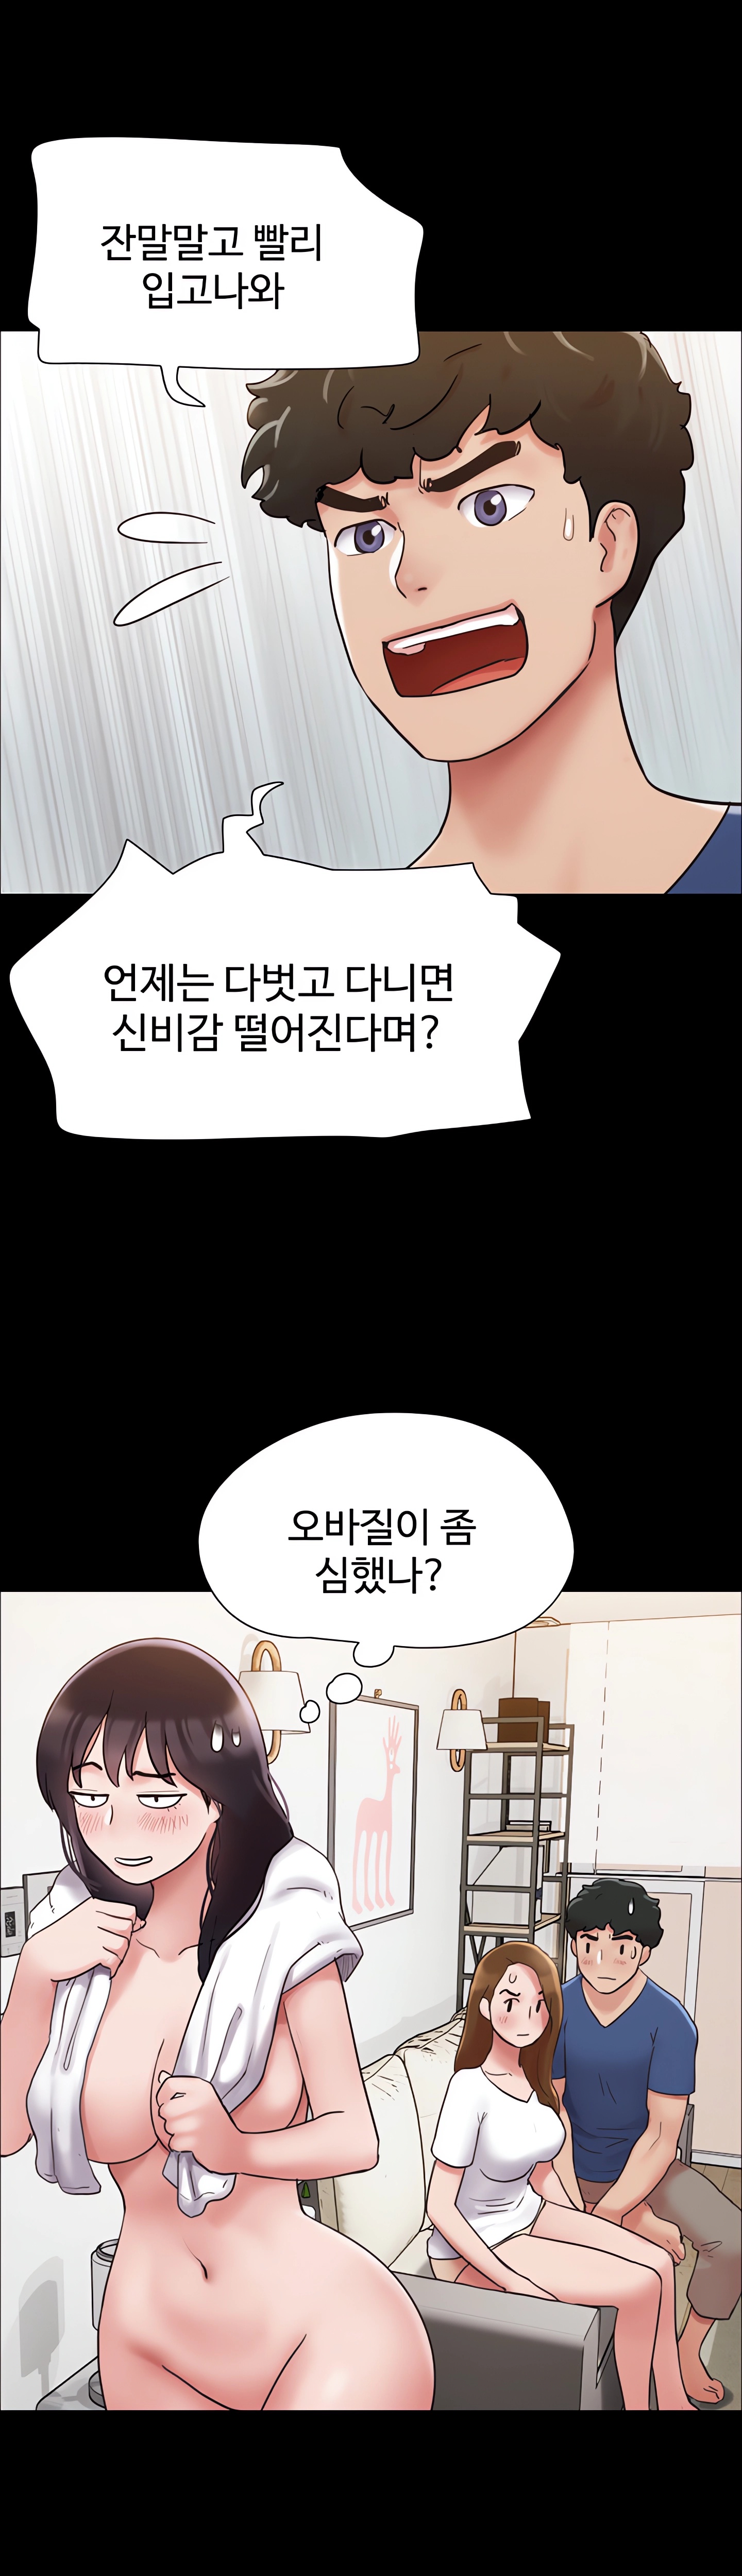 잔말말고 빨리
입고나와
언제는 다벗고 다니면
신비감 떨어진다며?
오바질이 좀
심했나?